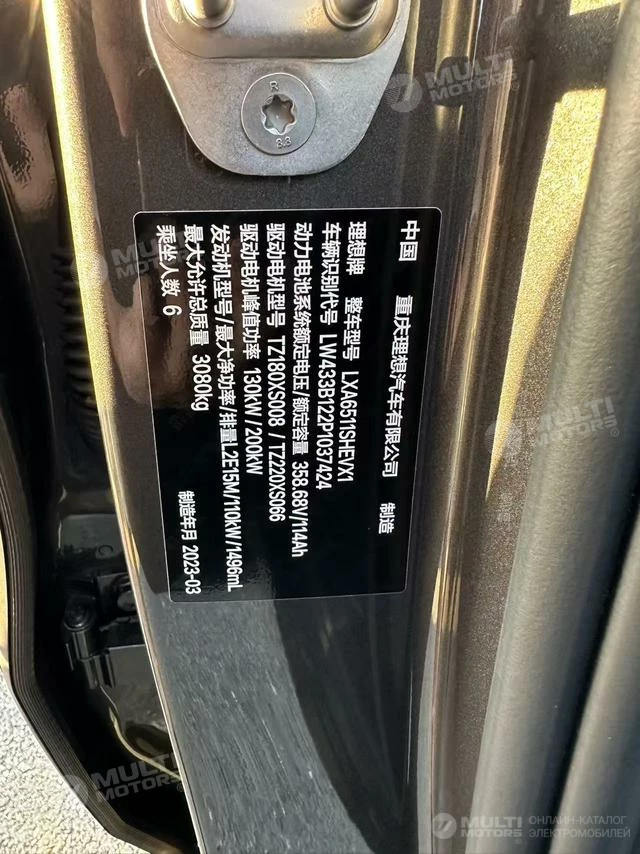 中国 重庆理想汽车有限公司 制造
理想牌 整车型号 LXA6511SHEVX1
车辆识别代号 LW433B122P1037424
动力电池系统额定电压/额定容量 358.68V/114Ah
驱动电机型号 TZ180XS008 / TZ220XS066
驱动电机峰值功率 130kW/200kW
发动机型号/最大净功率/排量 L2E15M/110kW/1496mL
最大允许总质量 3080kg
乘坐人数 6 制造年月 2023-03
R
8.8
MULTI MOTORS
MULTI MOTORS
MULTI MOTORS
MULTI MOTORS
ОНЛАЙН-КАТАЛОГ
ЭЛЕКТРОМОБИЛЕЙ